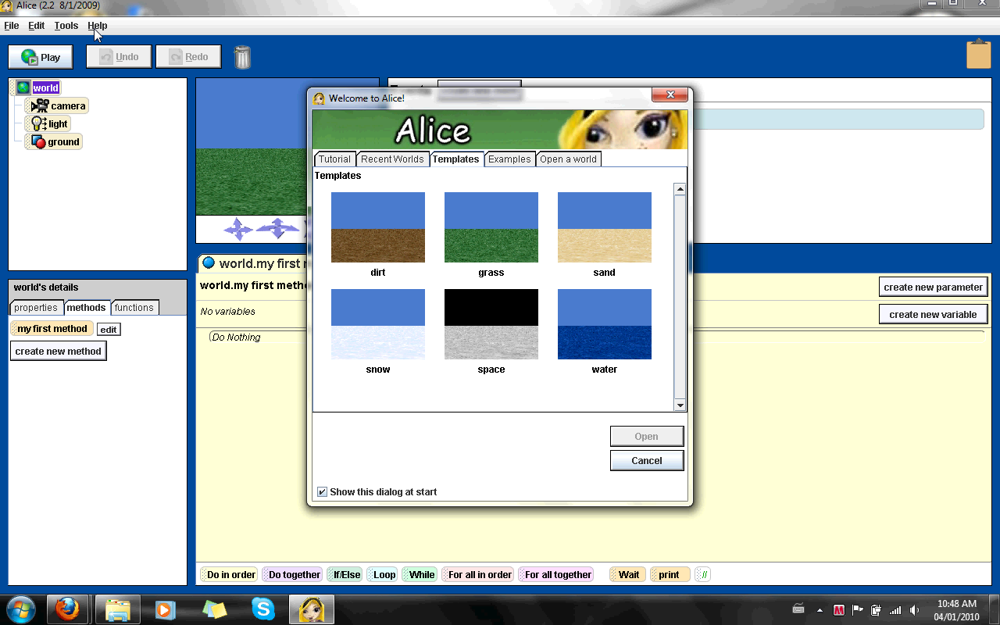 Alice (2.2 8/1/2009)
File Edit Tools Help
Play Undo Redo
world
camera
light
ground
world's details
properties methods functions
my first method edit
create new method
Welcome to Alice!
Alice
Tutorial Recent Worlds Templates Examples Open a world
Templates
dirt grass sand
snow space water
Open
Cancel
Show this dialog at start
world.my first
world.my first metho
create new parameter
No variables
create new variable
Do Nothing
Do in order Do together If/Else Loop While For all in order For all together Wait print //
10:48 AM
04/01/2010